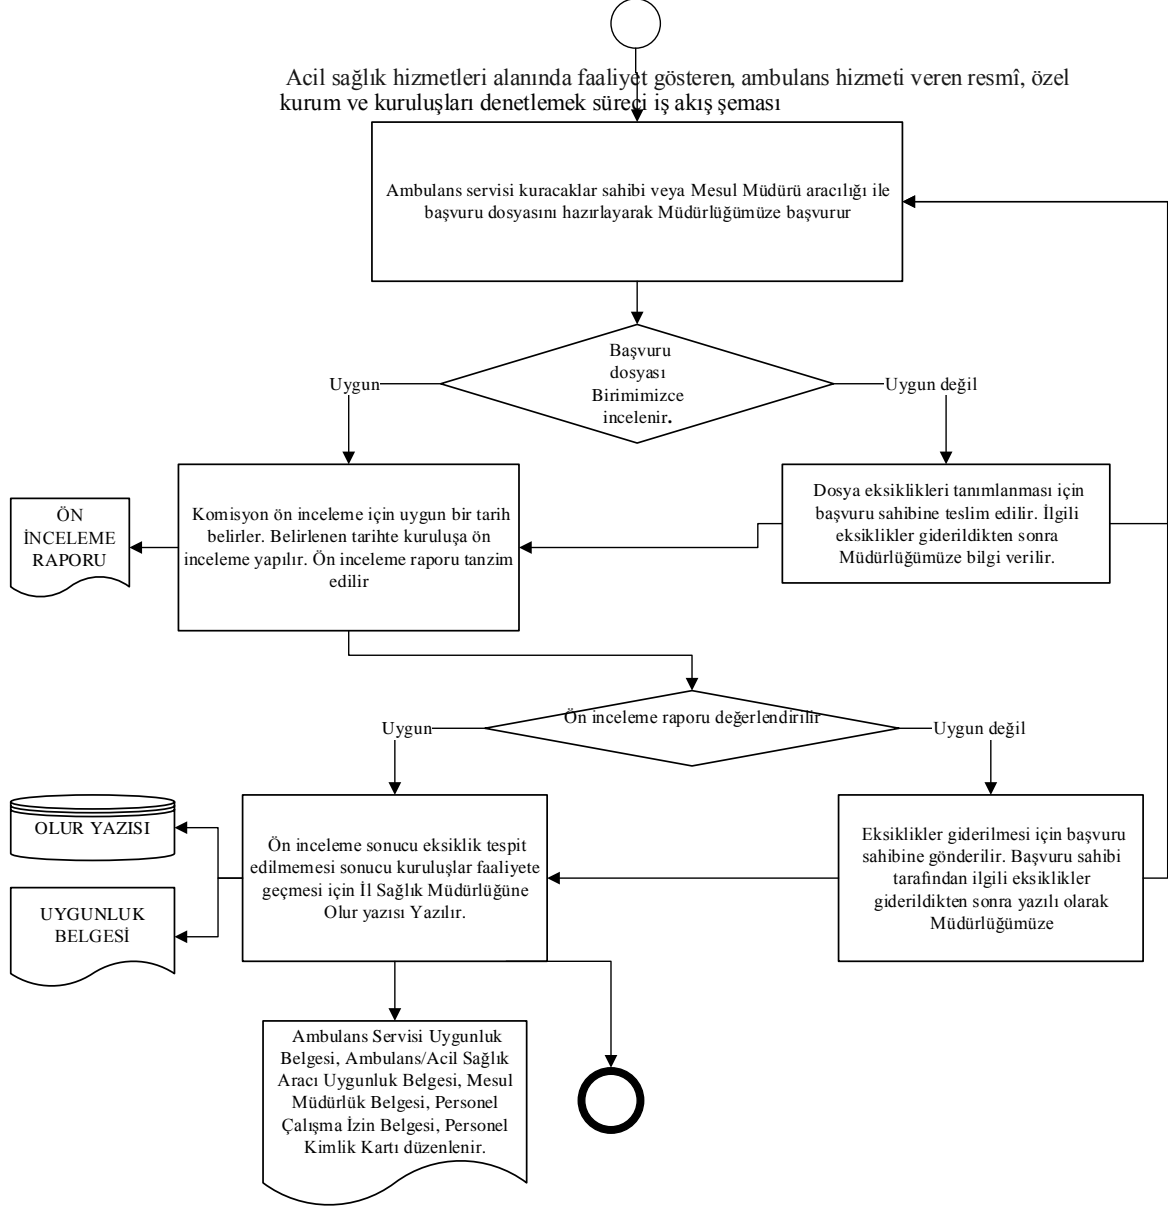 Acil sağlık hizmetleri alanında faaliyet gösteren, ambulans hizmeti veren resmî, özel
kurum ve kuruluşları denetlemek süreci iş akış şeması
Ambulans servisi kuracaklar sahibi veya Mesul Müdürü aracılığı ile
başvuru dosyasını hazırlayarak Müdürlüğümüze başvurur
Başvuru
dosyası
Birimimizce
incelenir.
Uygun
Uygun değil
ÖN
İNCELEME
RAPORU
Komisyon ön inceleme için uygun bir tarih
belirler. Belirlenen tarihte kuruluşa ön
inceleme yapılır. Ön inceleme raporu tanzim
edilir
Dosya eksiklikleri tanımlanması için
başvuru sahibine teslim edilir. İlgili
eksiklikler giderildikten sonra
Müdürlüğümüze bilgi verilir.
Ön inceleme raporu değerlendirilir
Uygun
Uygun değil
OLUR YAZISI
UYGUNLUK
BELGESİ
Ön inceleme sonucu eksiklik tespit
edilmemesi sonucu kuruluşlar faaliyete
geçmesi için İl Sağlık Müdürlüğüne
Olur yazısı Yazılır.
Eksiklikler giderilmesi için başvuru
sahibine gönderilir. Başvuru sahibi
tarafından ilgili eksiklikler
giderildikten sonra yazılı olarak
Müdürlüğümüze
Ambulans Servisi Uygunluk
Belgesi, Ambulans/Acil Sağlık
Aracı Uygunluk Belgesi, Mesul
Müdürlük Belgesi, Personel
Çalışma İzin Belgesi, Personel
Kimlik Kartı düzenlenir.